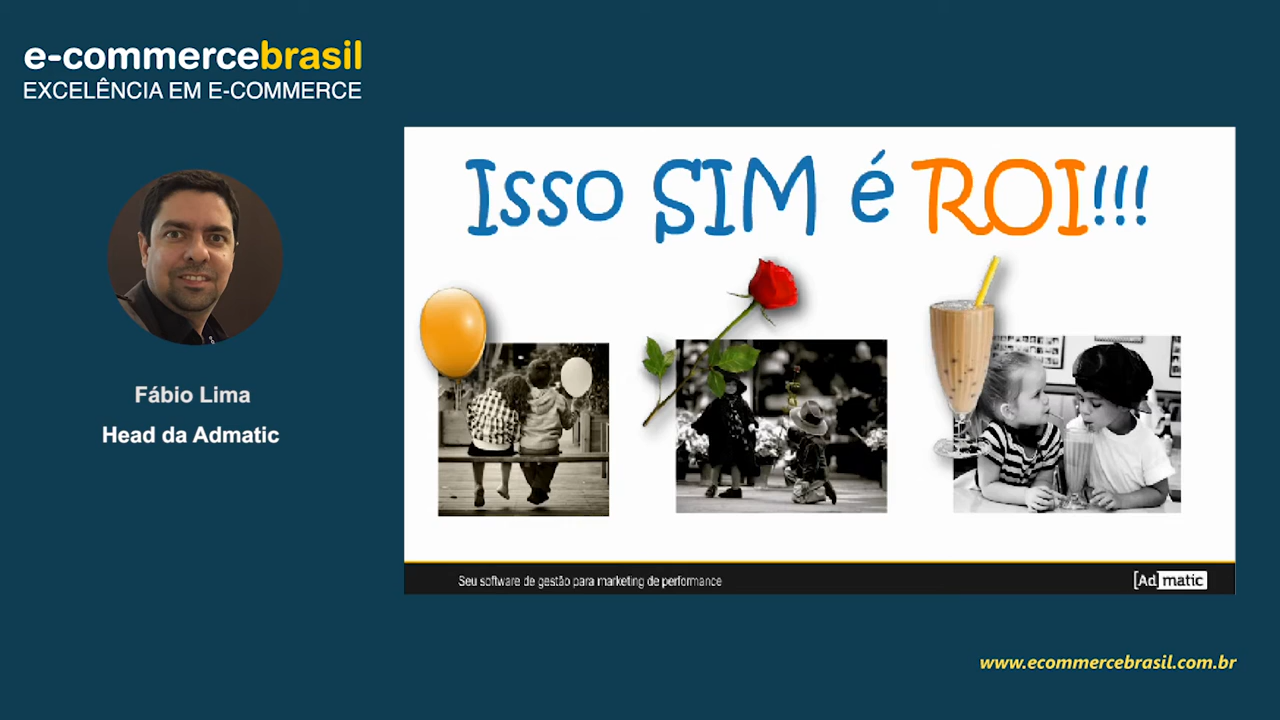 e-commercebrasil
EXCELÊNCIA EM E-COMMERCE
Isso SIM é ROI!!!
Fábio Lima
Head da Admatic
Seu software de gestão para marketing de performance
[Ad]matic
www.ecommercebrasil.com.br